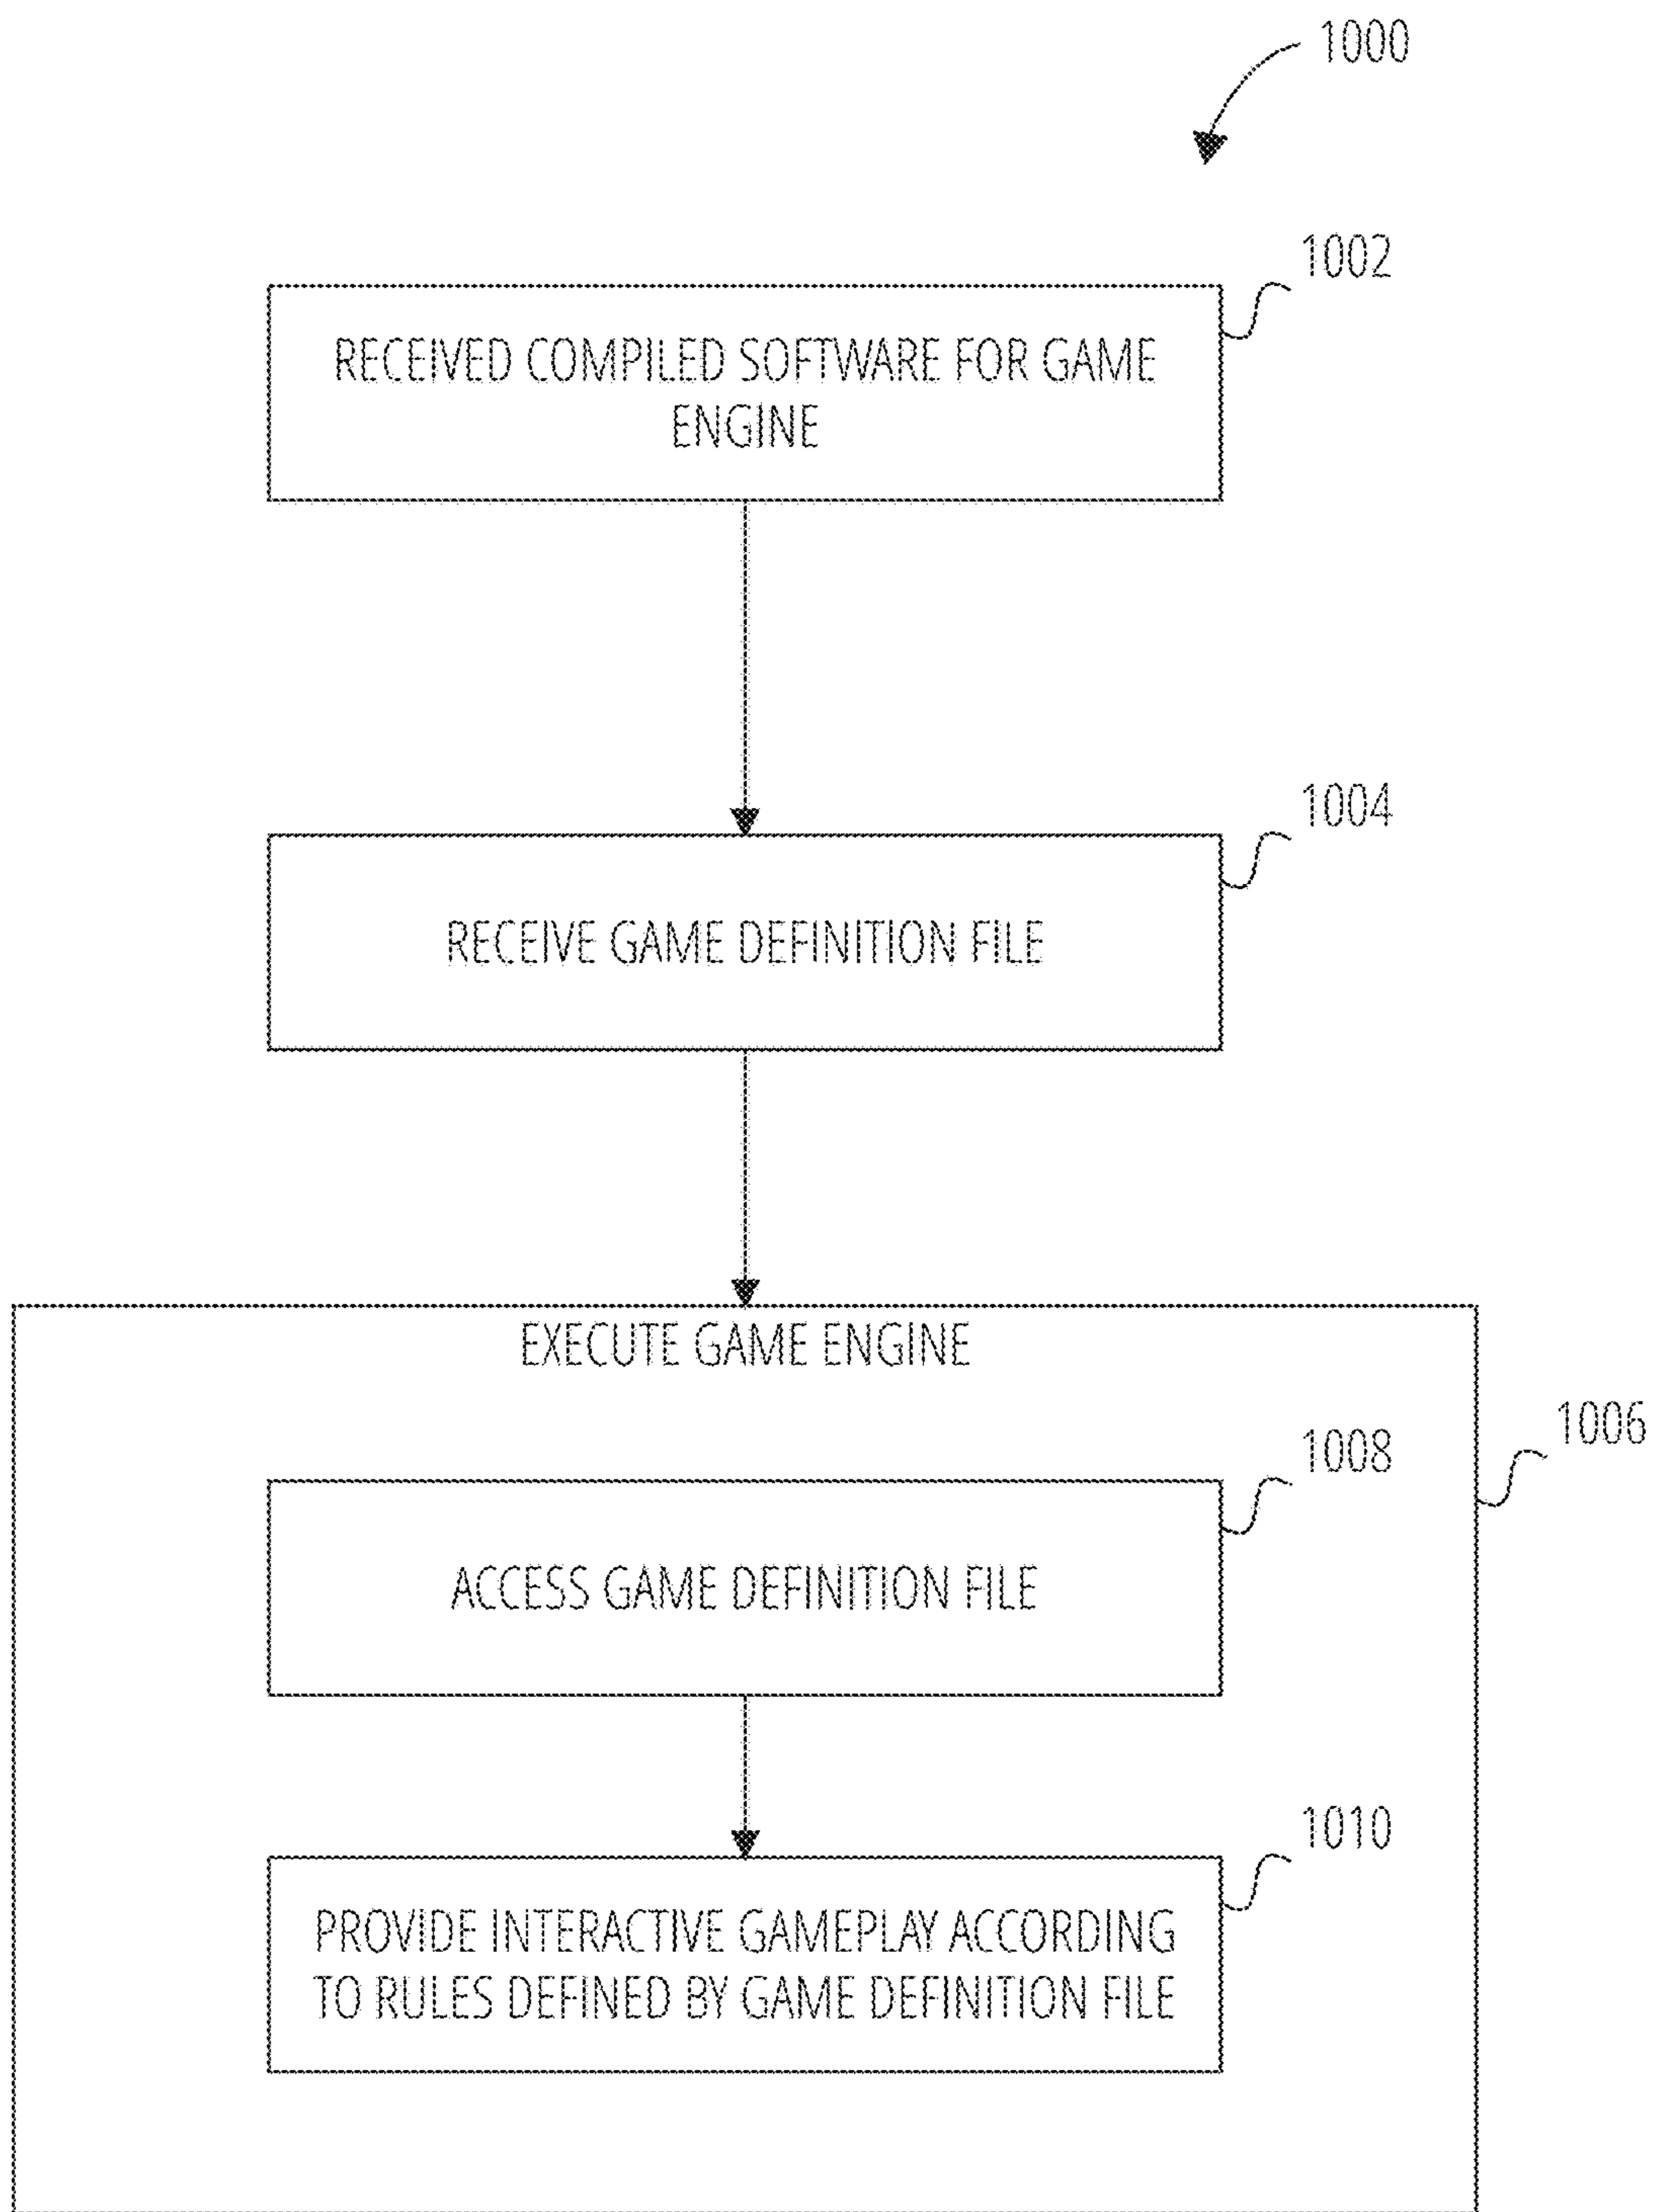 1000
1002
RECEIVED COMPILED SOFTWARE FOR GAME
ENGINE
1004
RECEIVE GAME DEFINITION FILE
EXECUTE GAME ENGINE
1006
1008
ACCESS GAME DEFINITION FILE
1010
PROVIDE INTERACTIVE GAMEPLAY ACCORDING
TO RULES DEFINED BY GAME DEFINITION FILE